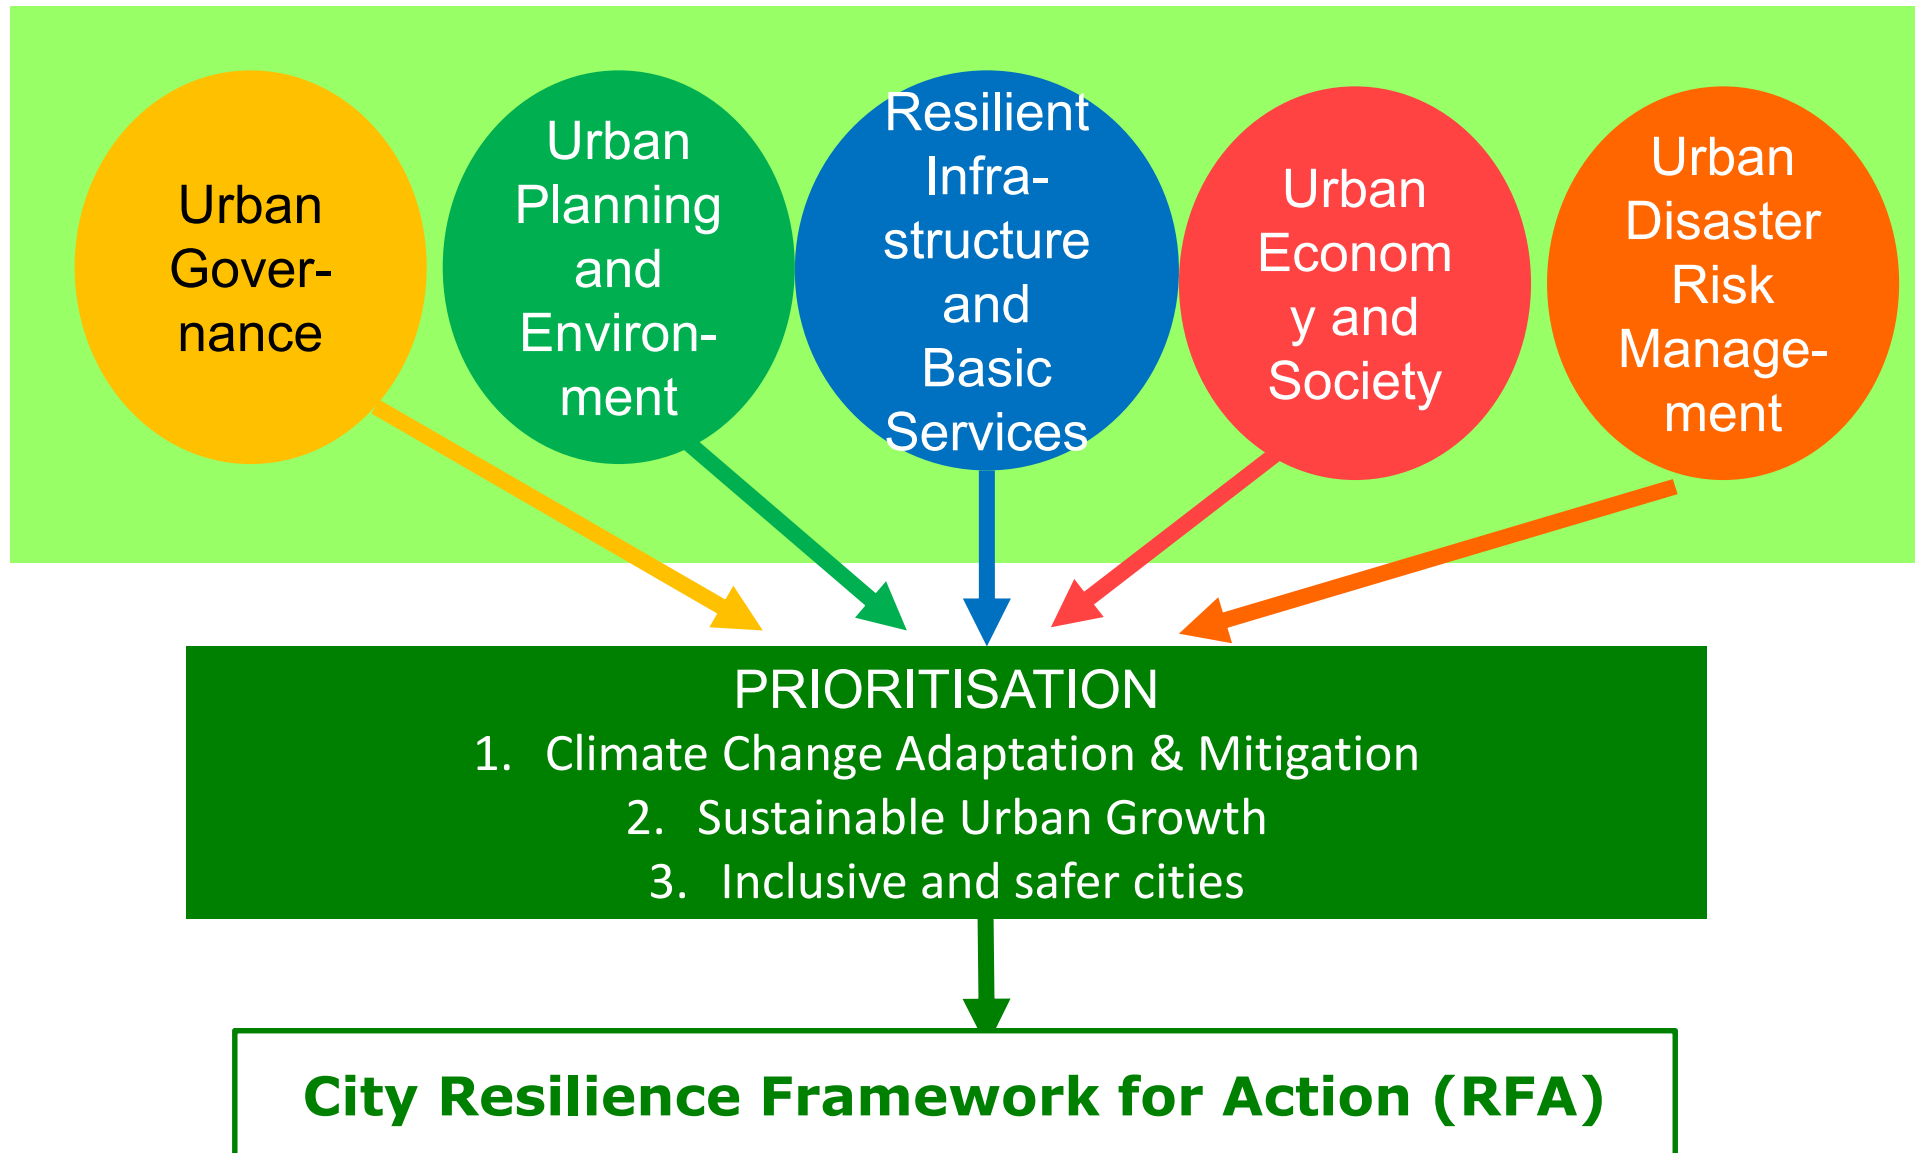 Urban
Gover-
nance
Urban
Planning
and
Environ-
ment
Resilient
Infra-
structure
and
Basic
Services
Urban
Econom
y and
Society
Urban
Disaster
Risk
Manage-
ment
PRIORITISATION
1. Climate Change Adaptation & Mitigation
2. Sustainable Urban Growth
3. Inclusive and safer cities
City Resilience Framework for Action (RFA)